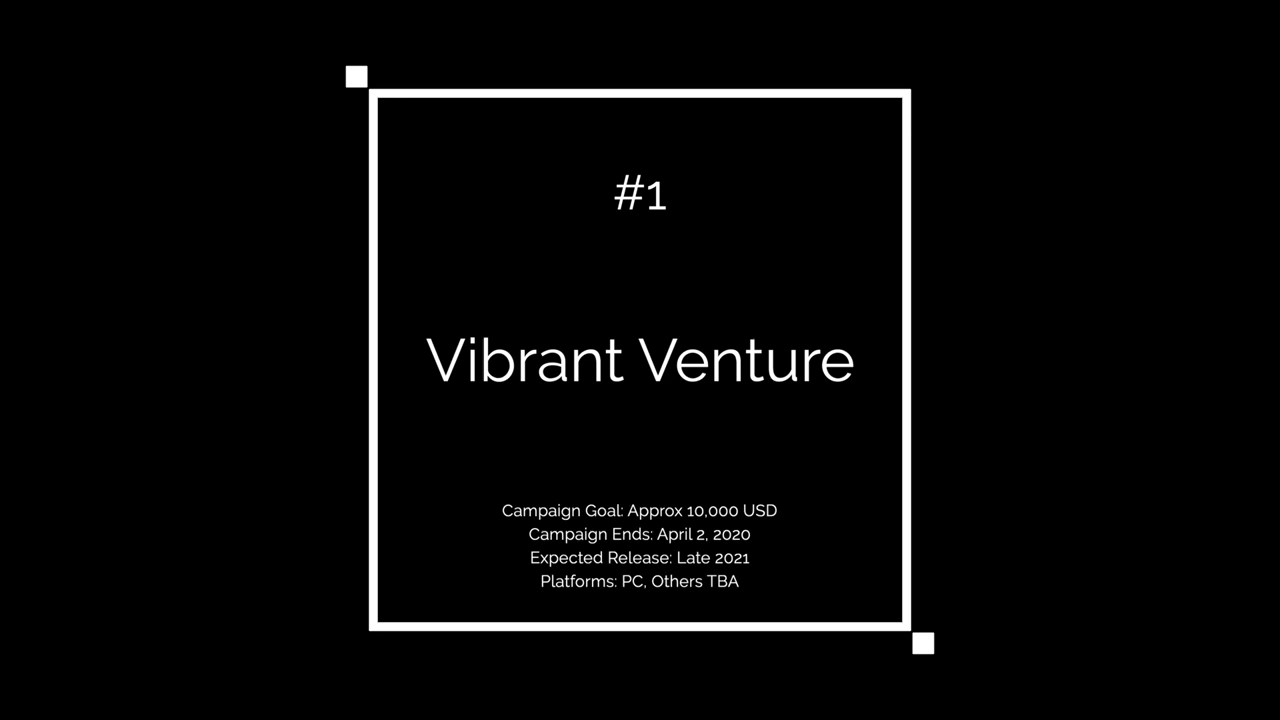 #1
Vibrant Venture
Campaign Goal: Approx 10,000 USD
Campaign Ends: April 2, 2020
Expected Release: Late 2021
Platforms: PC, Others TBA